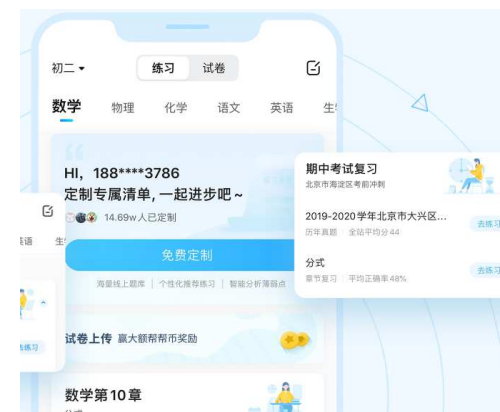 初二
练习 试卷
数学 物理 化学 语文 英语 生
HI，188****3786
定制专属清单，一起进步吧～
14.69w人已定制
免费定制
海量线上题库 | 个性化推荐练习 | 智能分析薄弱点
试卷上传 赢大额帮帮币奖励
数学第10章
分式
期中考试复习
北京市海淀区考前冲刺
2019-2020学年北京市大兴区...
历年真题 全站平均分44
去练习
分式
章节复习 平均正确率48%
去练习
英语 生
去练习